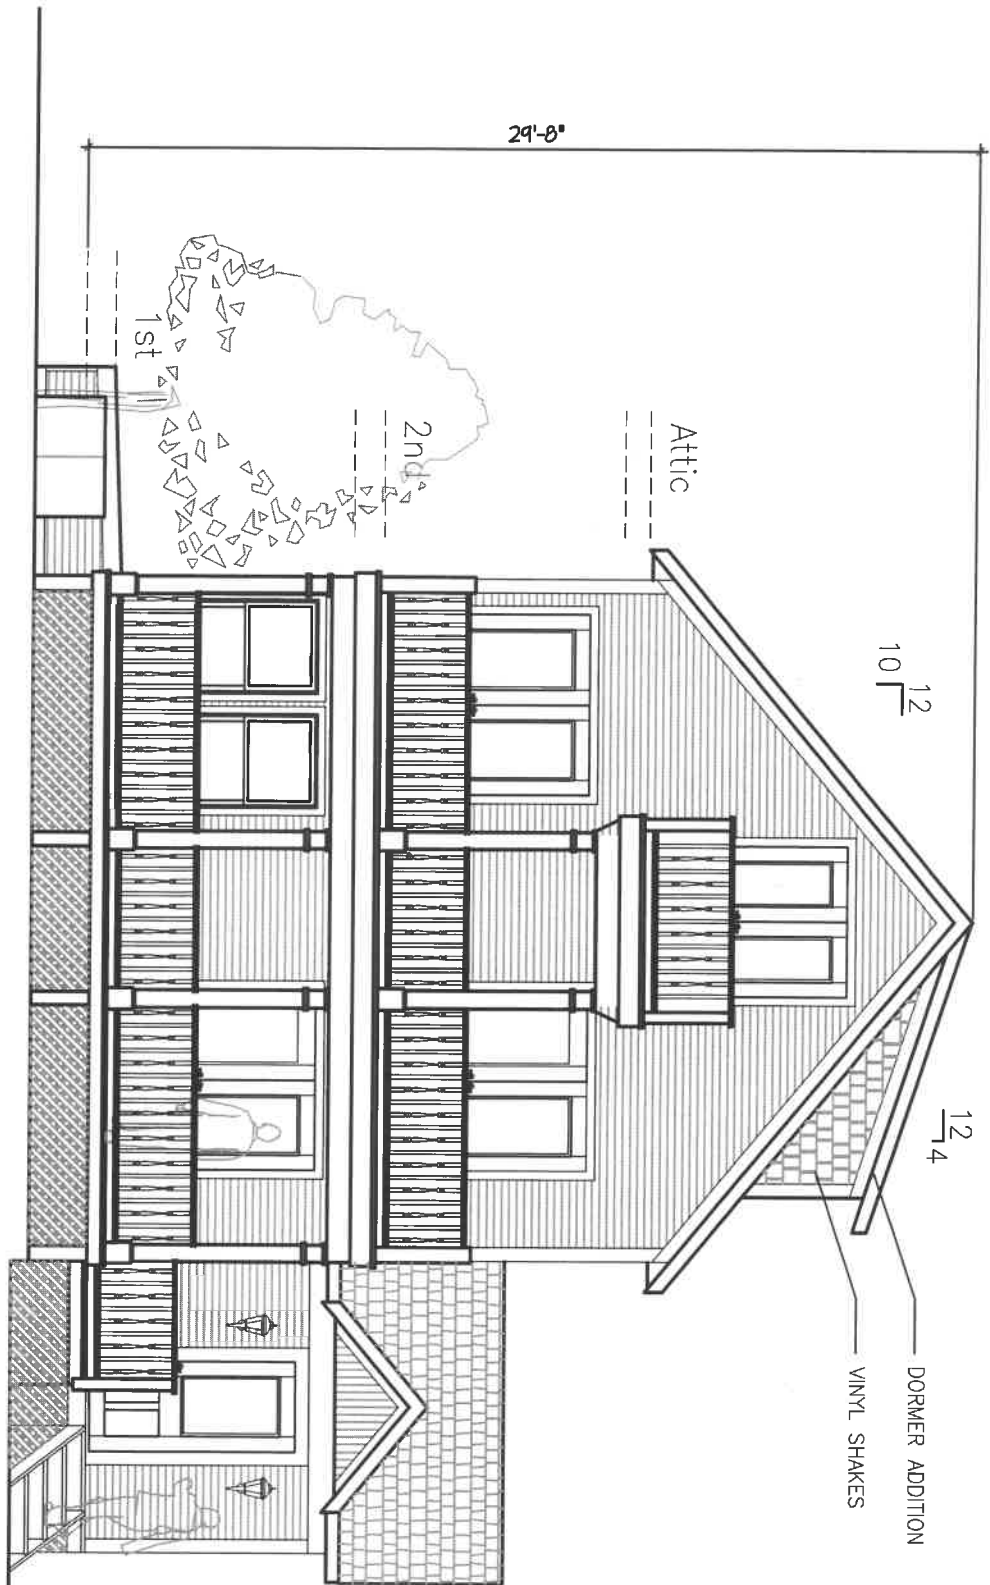 29'-8"
1st
2nd
Attic
12
10
12
4
DORMER ADDITION
VINYL SHAKES